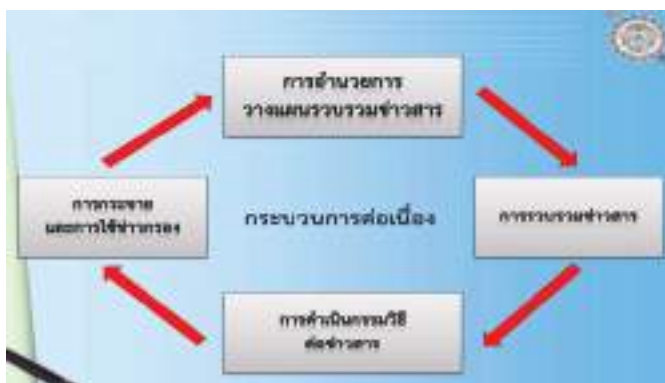 การอำนวยการ
วางแผนรวบรวมข่าวสาร
การกระจาย
และการใช้ข่าวกรอง
กระบวนการต่อเนื่อง
การรวบรวมข่าวสาร
การดำเนินกรรมวิธี
ต่อข่าวสาร